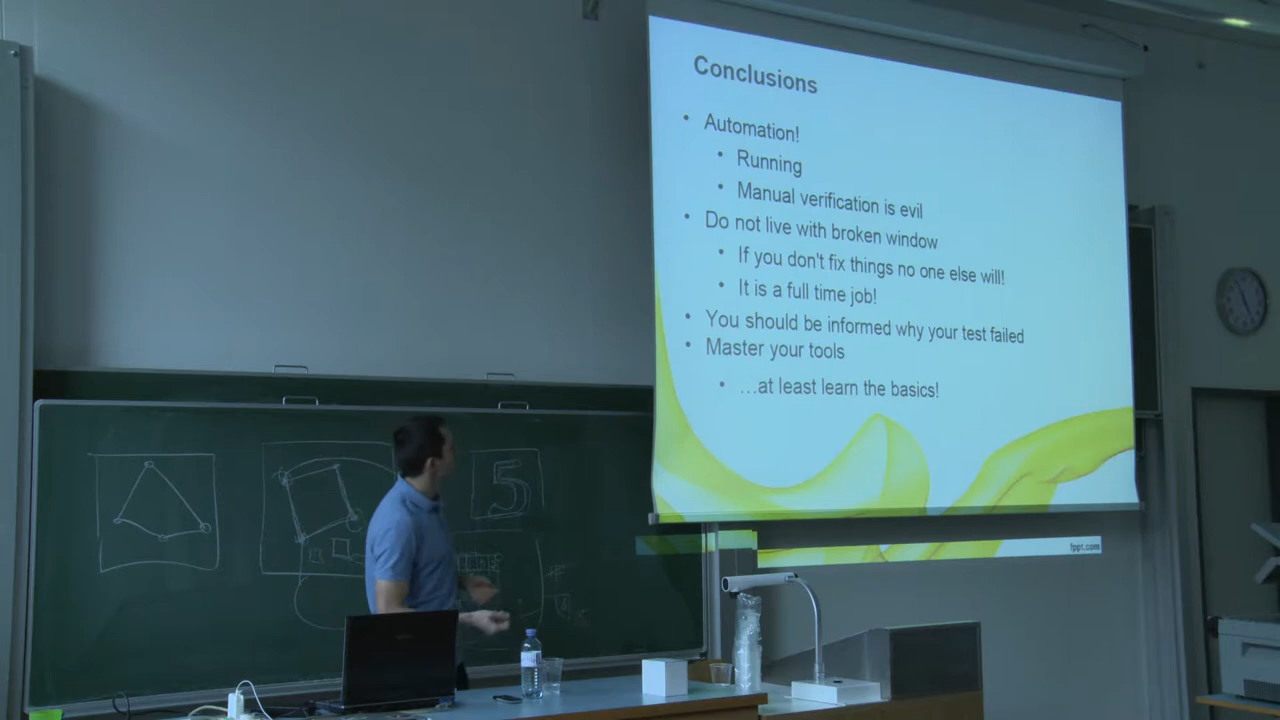 Conclusions
Automation!
Running
Manual verification is evil
Do not live with broken window
If you don't fix things no one else will!
It is a full time job!
You should be informed why your test failed
Master your tools
…at least learn the basics!
fppt.com
5